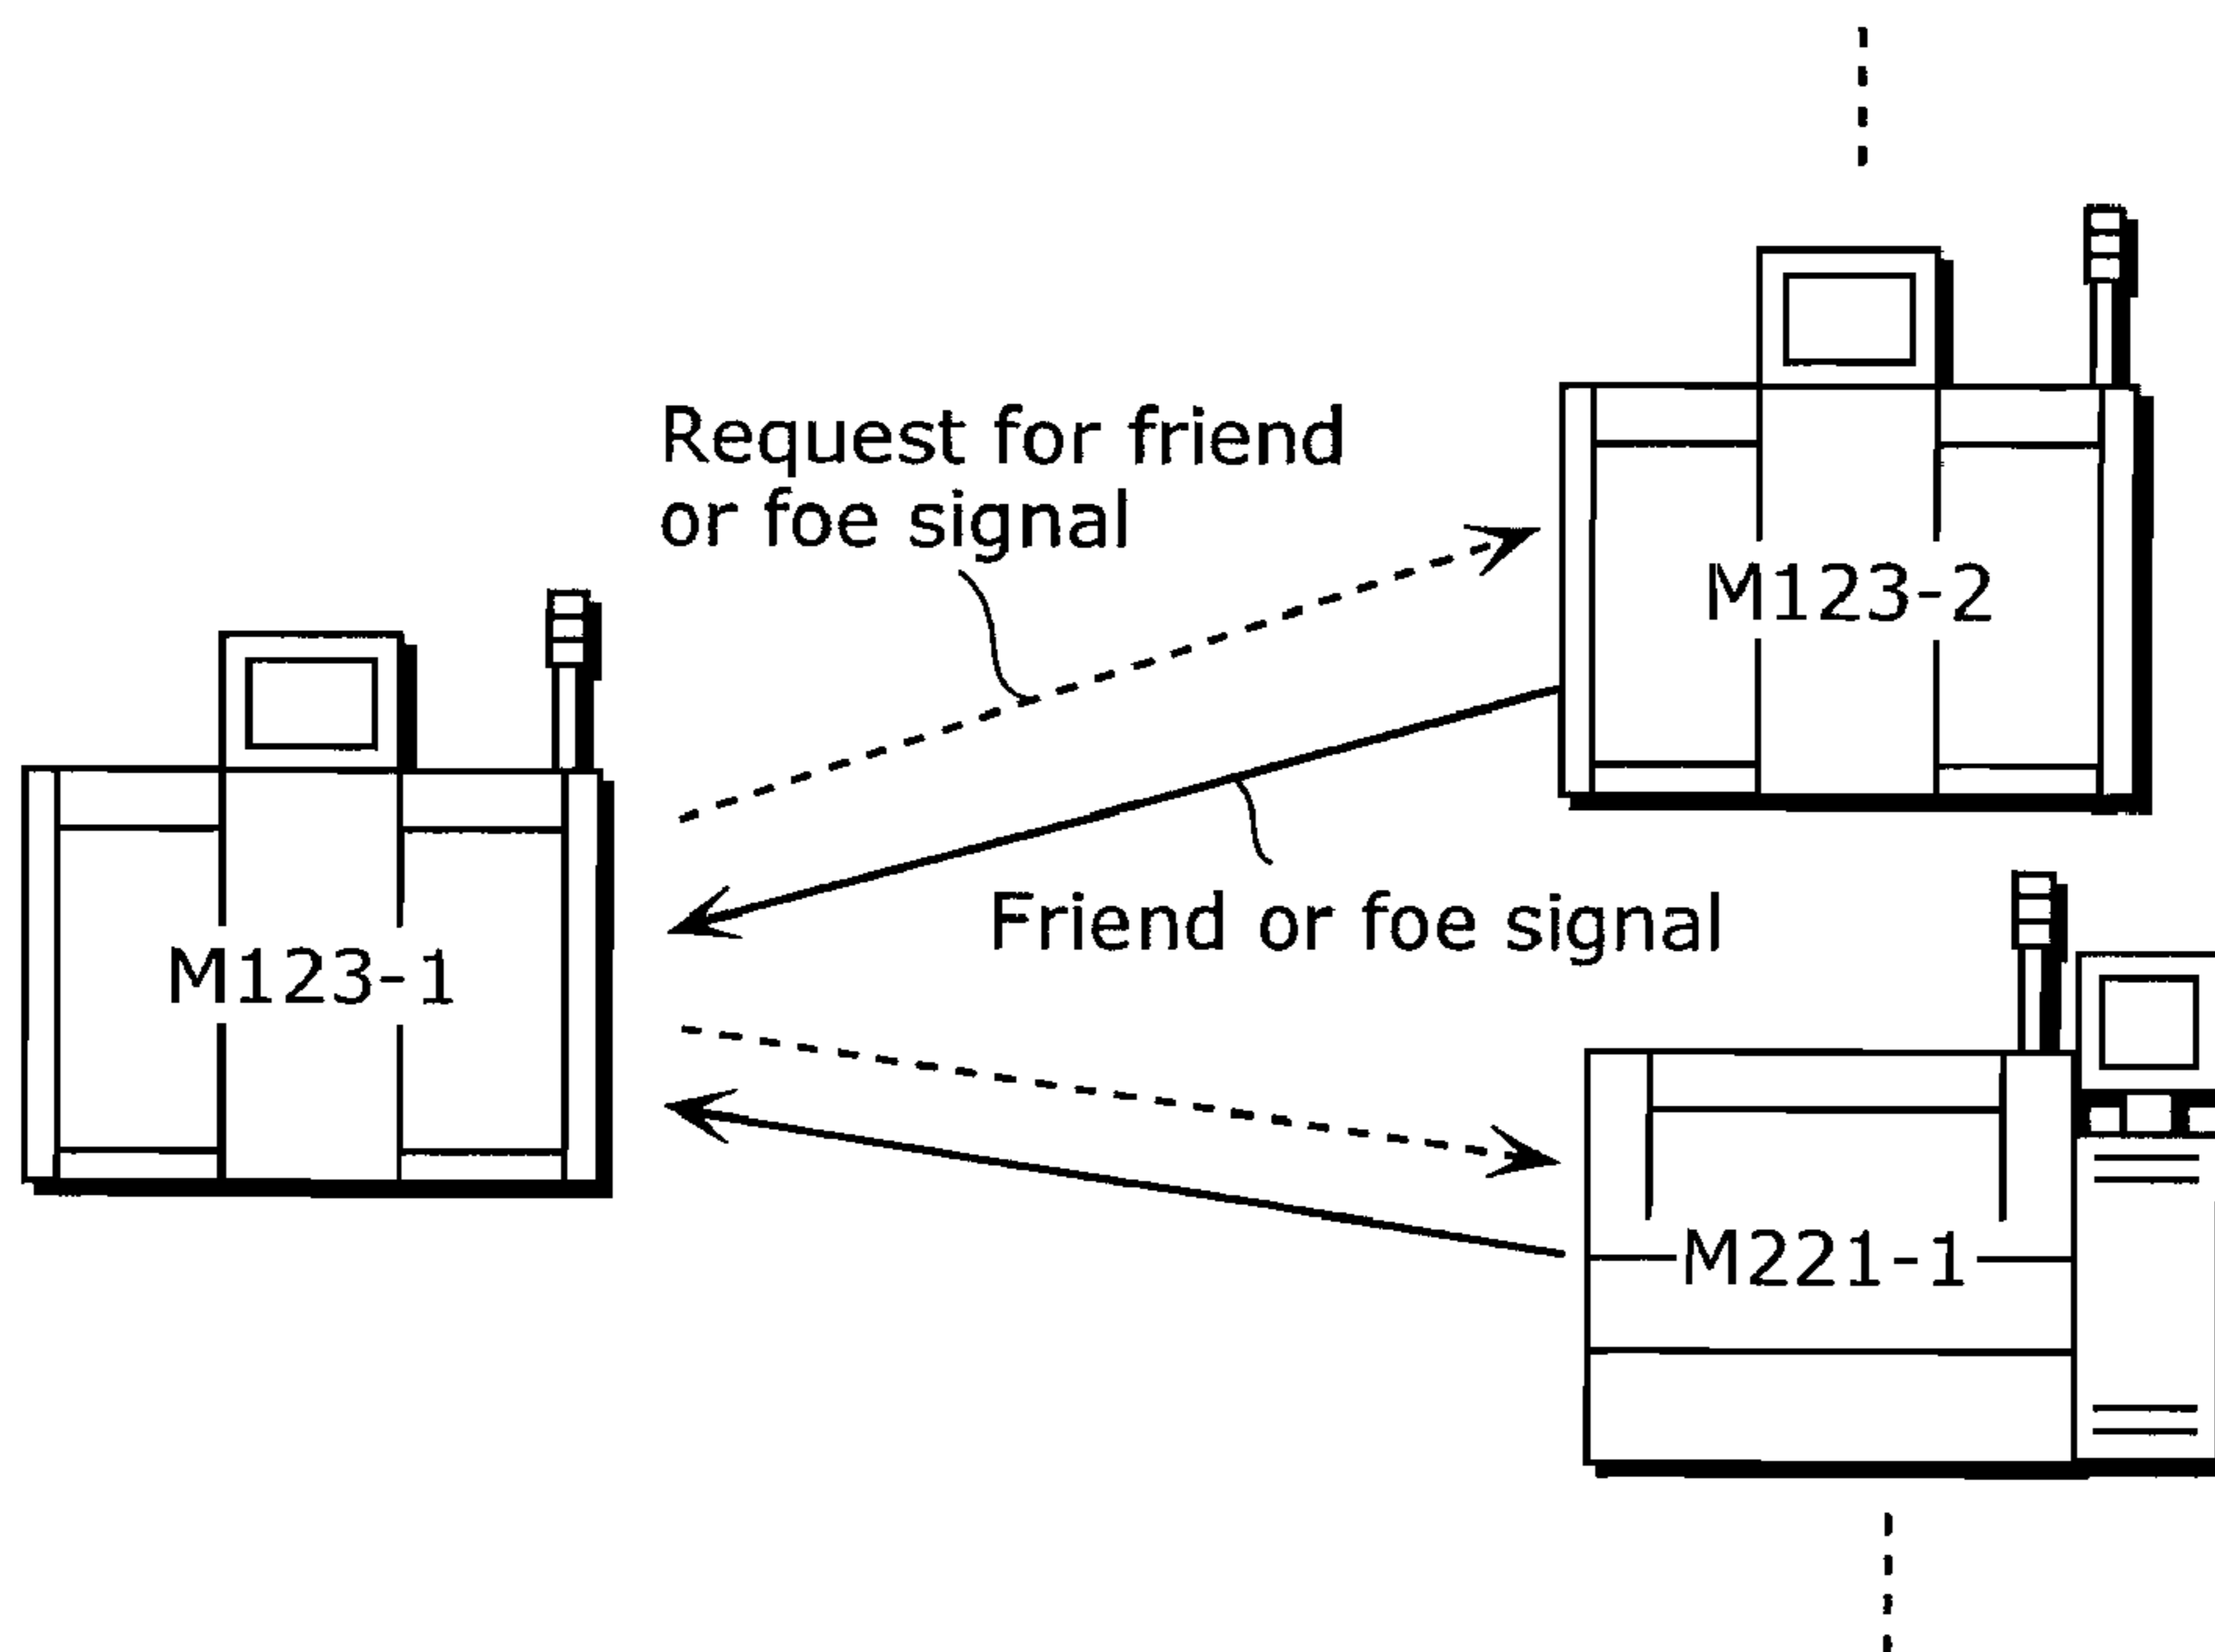 Request for friend
or foe signal
M123-2
M123-1
Friend or foe signal
M221-1